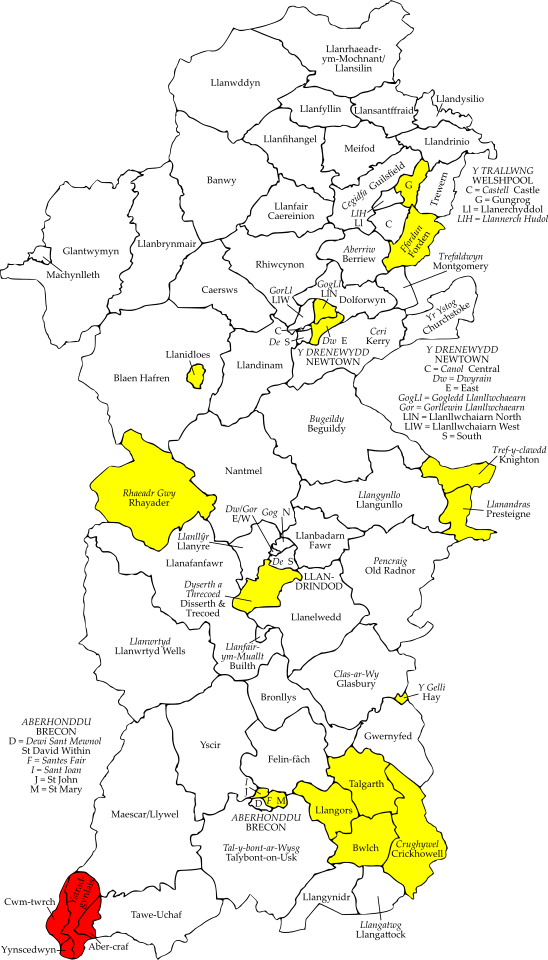 Llanrhaeadr-
ym-Mochnant/
Llansilin
Llanwddyn
Llandysilio
Llanfyllin
Llansantffraid
Llanfihangel
Meifod
Llandrinio
Banwy
Cegidfa Guilsfield
Trewern
G
Y TRALLWNG
WELSHPOOL
C = Castell Castle
G = Gungrog
Ll = Llanerchyddol
LlH = Llannerch Hudol
Llanfair
Caereinion
LlH
Ll
C
Ffordun
Forden
Glantwymyn
Llanbrynmair
Machynlleth
Rhiwcynon
Aberriw
Berriew
Trefaldwyn
Montgomery
Caersws
GorLl
LlW
GogLl
LlN
Dolforwyn
Yr Ystog
Churchstoke
C
De S
Dw E
Ceri
Kerry
Y DRENEWYDD
NEWTOWN
Llanidloes
Blaen Hafren
Llandinam
Y DRENEWYDD
NEWTOWN
C = Canol Central
Dw = Dwyrain
E = East
GogLl = Gogledd Llanllwchaearn
Gor = Gorllewin Llanllwchaearn
LlN = Llanllwchaiarn North
LlW = Llanllwchaiarn West
S = South
Bugeildy
Beguildy
Tref-y-clawdd
Knighton
Nantmel
Rhaeadr Gwy
Rhayader
Llangynllo
Llangunllo
Llanandras
Presteigne
Dw/Gor
E/W
Gog N
Llanllŷr
Llanyre
Llanbadarn
Fawr
De S
Llanafanfawr
LLAN-
DRINDOD
Pencraig
Old Radnor
Dyserth a
Threcoed
Disserth &
Trecoed
Llanelwedd
Llanwrtyd
Llanwrtyd Wells
Llanfair-
ym-Muallt
Builth
Clas-ar-Wy
Glasbury
Y Gelli
Hay
Bronllys
Gwernyfed
ABERHONDDU
BRECON
D = Dewi Sant Mewnol
St David Within
F = Santes Fair
I = Sant Ioan
J = St John
M = St Mary
Yscir
Felin-fâch
Talgarth
I
J
D
F M
Llangors
Maescar/Llywel
ABERHONDDU
BRECON
Tal-y-bont-ar-Wysg
Talybont-on-Usk
Bwlch
Crughywel
Crickhowell
Ystrad-
gynlais
Cwm-twrch
Llangynidr
Tawe-Uchaf
Llangatwg
Llangattock
Ynyscedwyn
Aber-craf